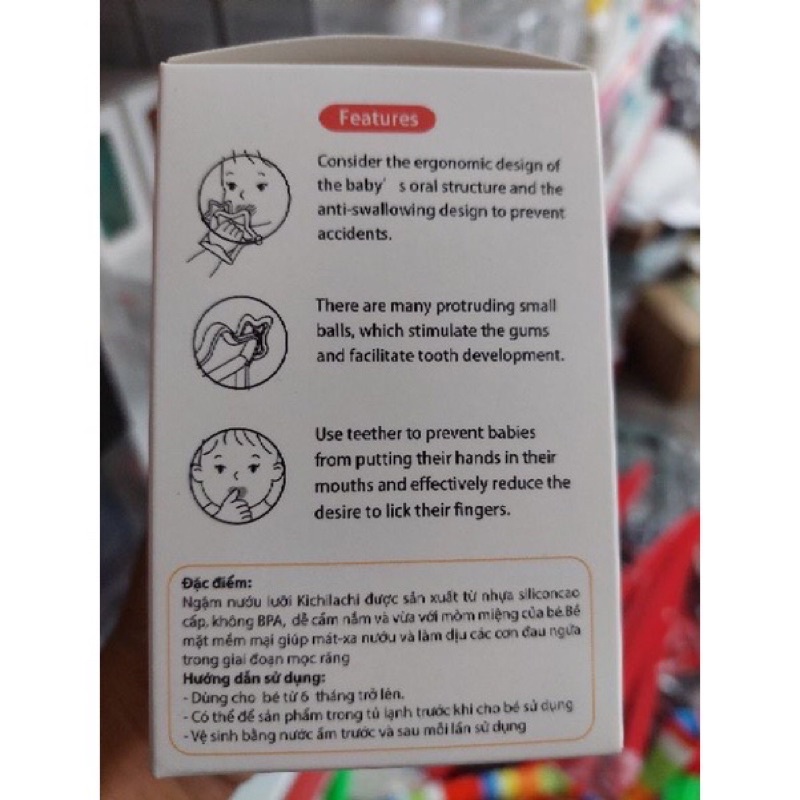 Features
Consider the ergonomic design of
the baby' s oral structure and the
anti-swallowing design to prevent
accidents.
There are many protruding small
balls, which stimulate the gums
and facilitate tooth development.
Use teether to prevent babies
from putting their hands in their
mouths and effectively reduce the
desire to lick their fingers.
Đặc điểm:
Ngậm nướu lưỡi Kichilachi được sản xuất từ nhựa siliconcao
cấp, không BPA, dễ cầm nắm và vừa với mồm miệng của bé.Bề
mặt mềm mại giúp mát-xa nướu và làm dịu các cơn đau ngứa
trong giai đoạn mọc răng
Hướng dẫn sử dụng:
- Dùng cho bé từ 6 tháng trở lên.
- Có thể để sản phẩm trong tủ lạnh trước khi cho bé sử dụng
- Vệ sinh bằng nước ấm trước và sau mỗi lần sử dụng